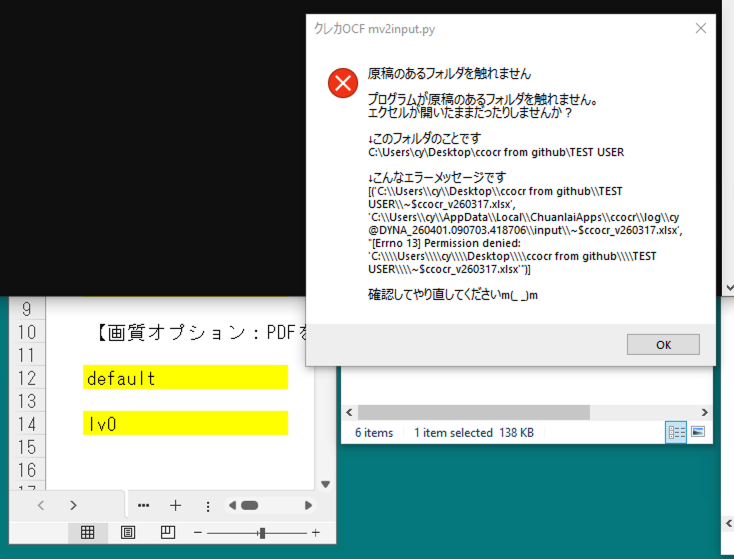 クレカOCF mv2input.py
原稿のあるフォルダを触れません
プログラムが原稿のあるフォルダを触れません。
エクセルが開いたままだったりしませんか？
↓このフォルダのことです
C:\Users\cy\Desktop\ccocr from github\TEST USER
↓こんなエラーメッセージです
[('C:\\Users\\cy\\Desktop\\ccocr from github\\TEST
USER\\~$ccocr_v260317.xlsx',
'C:\\Users\\cy\\AppData\\Local\\ChuanlaiApps\\ccocr\\log\\cy
@DYNA_260401.090703.418706\\input\\~$ccocr_v260317.xlsx',
"[Errno 13] Permission denied:
'C:\\\\Users\\\\cy\\\\Desktop\\\\ccocr from github\\\\TEST
USER\\\\~$ccocr_v260317.xlsx'")]
確認してやり直してくださいm(_ _)m
OK
9
10 【画質オプション：PDFを
11
12 default
13
14 lv0
15
16
17
6 items 1 item selected 138 KB